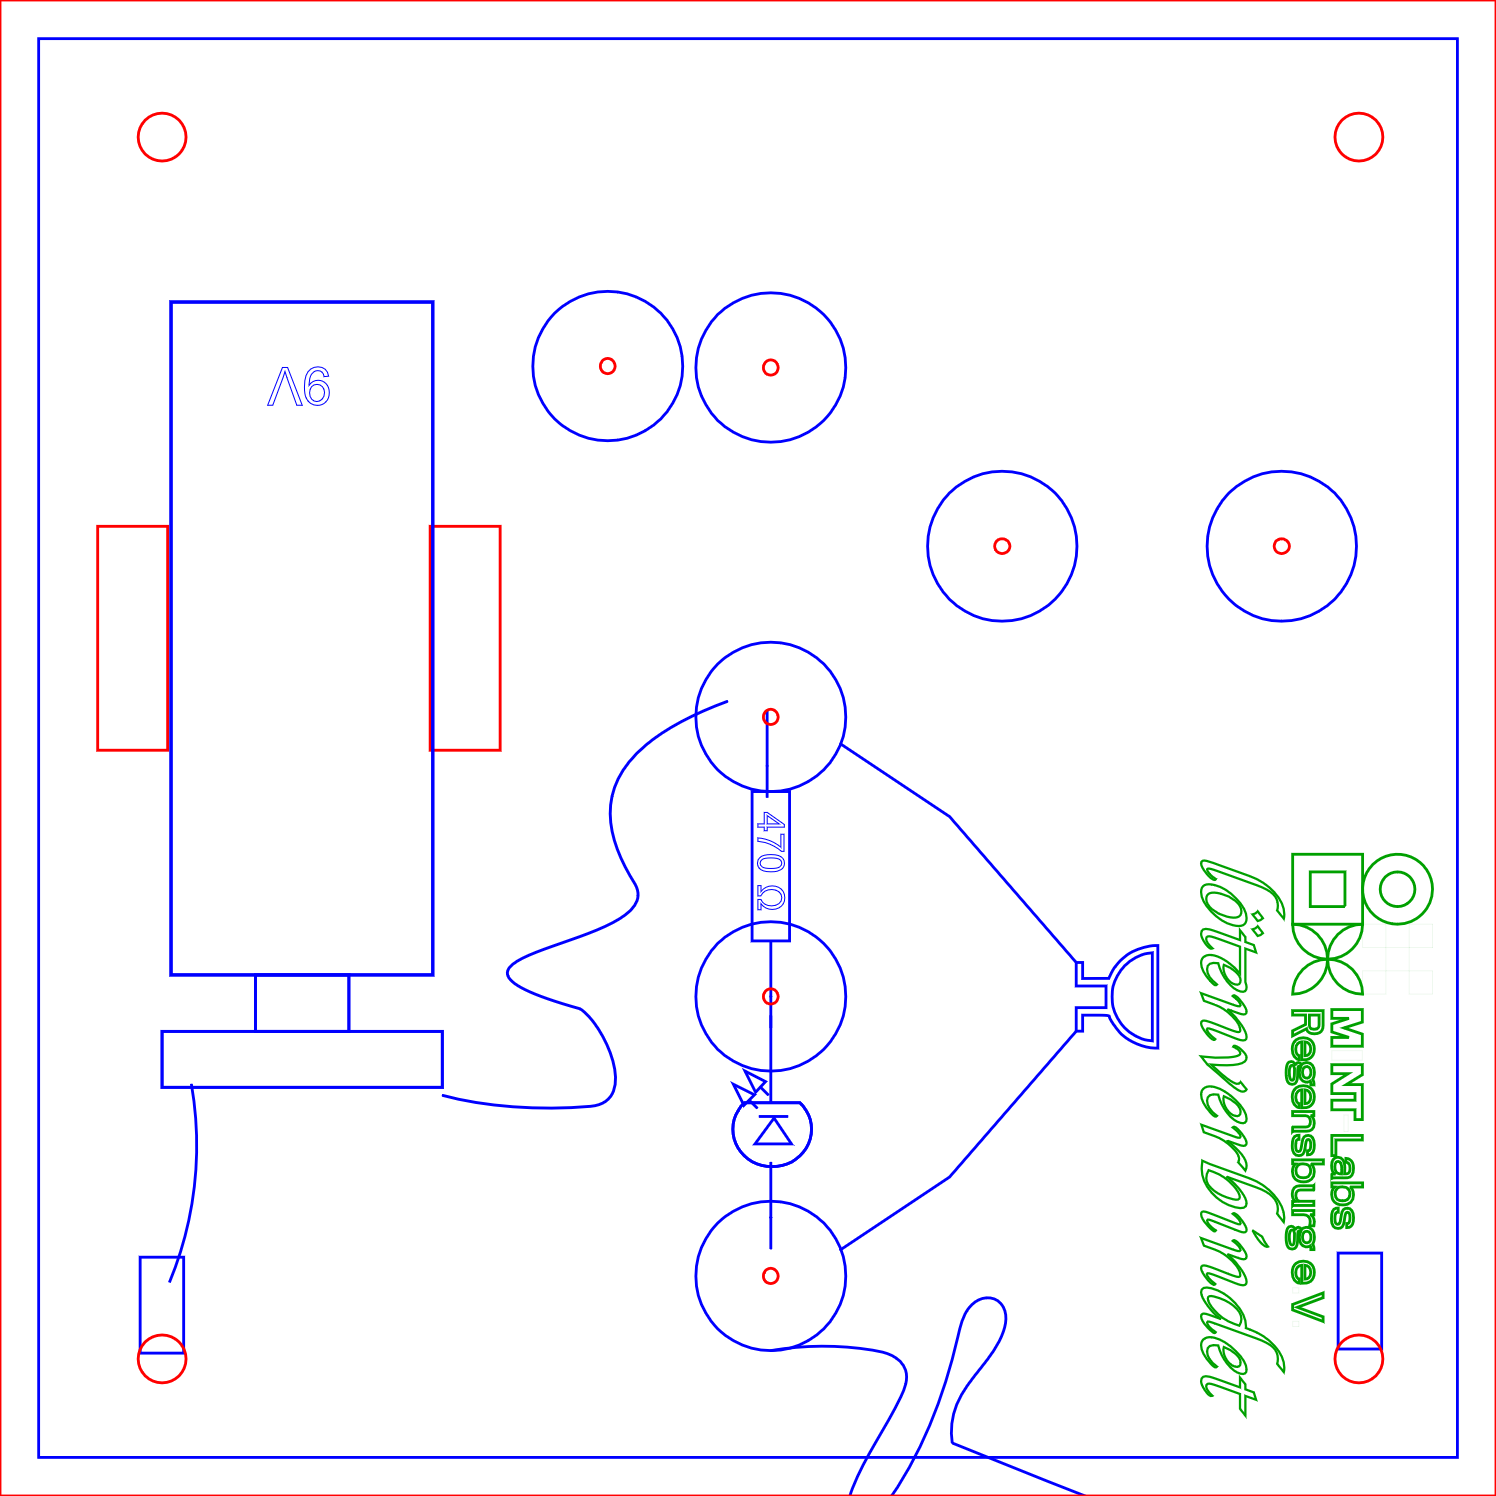 9V
470 Ω
M NT Labs
Regensburg e V
lötenverbindet